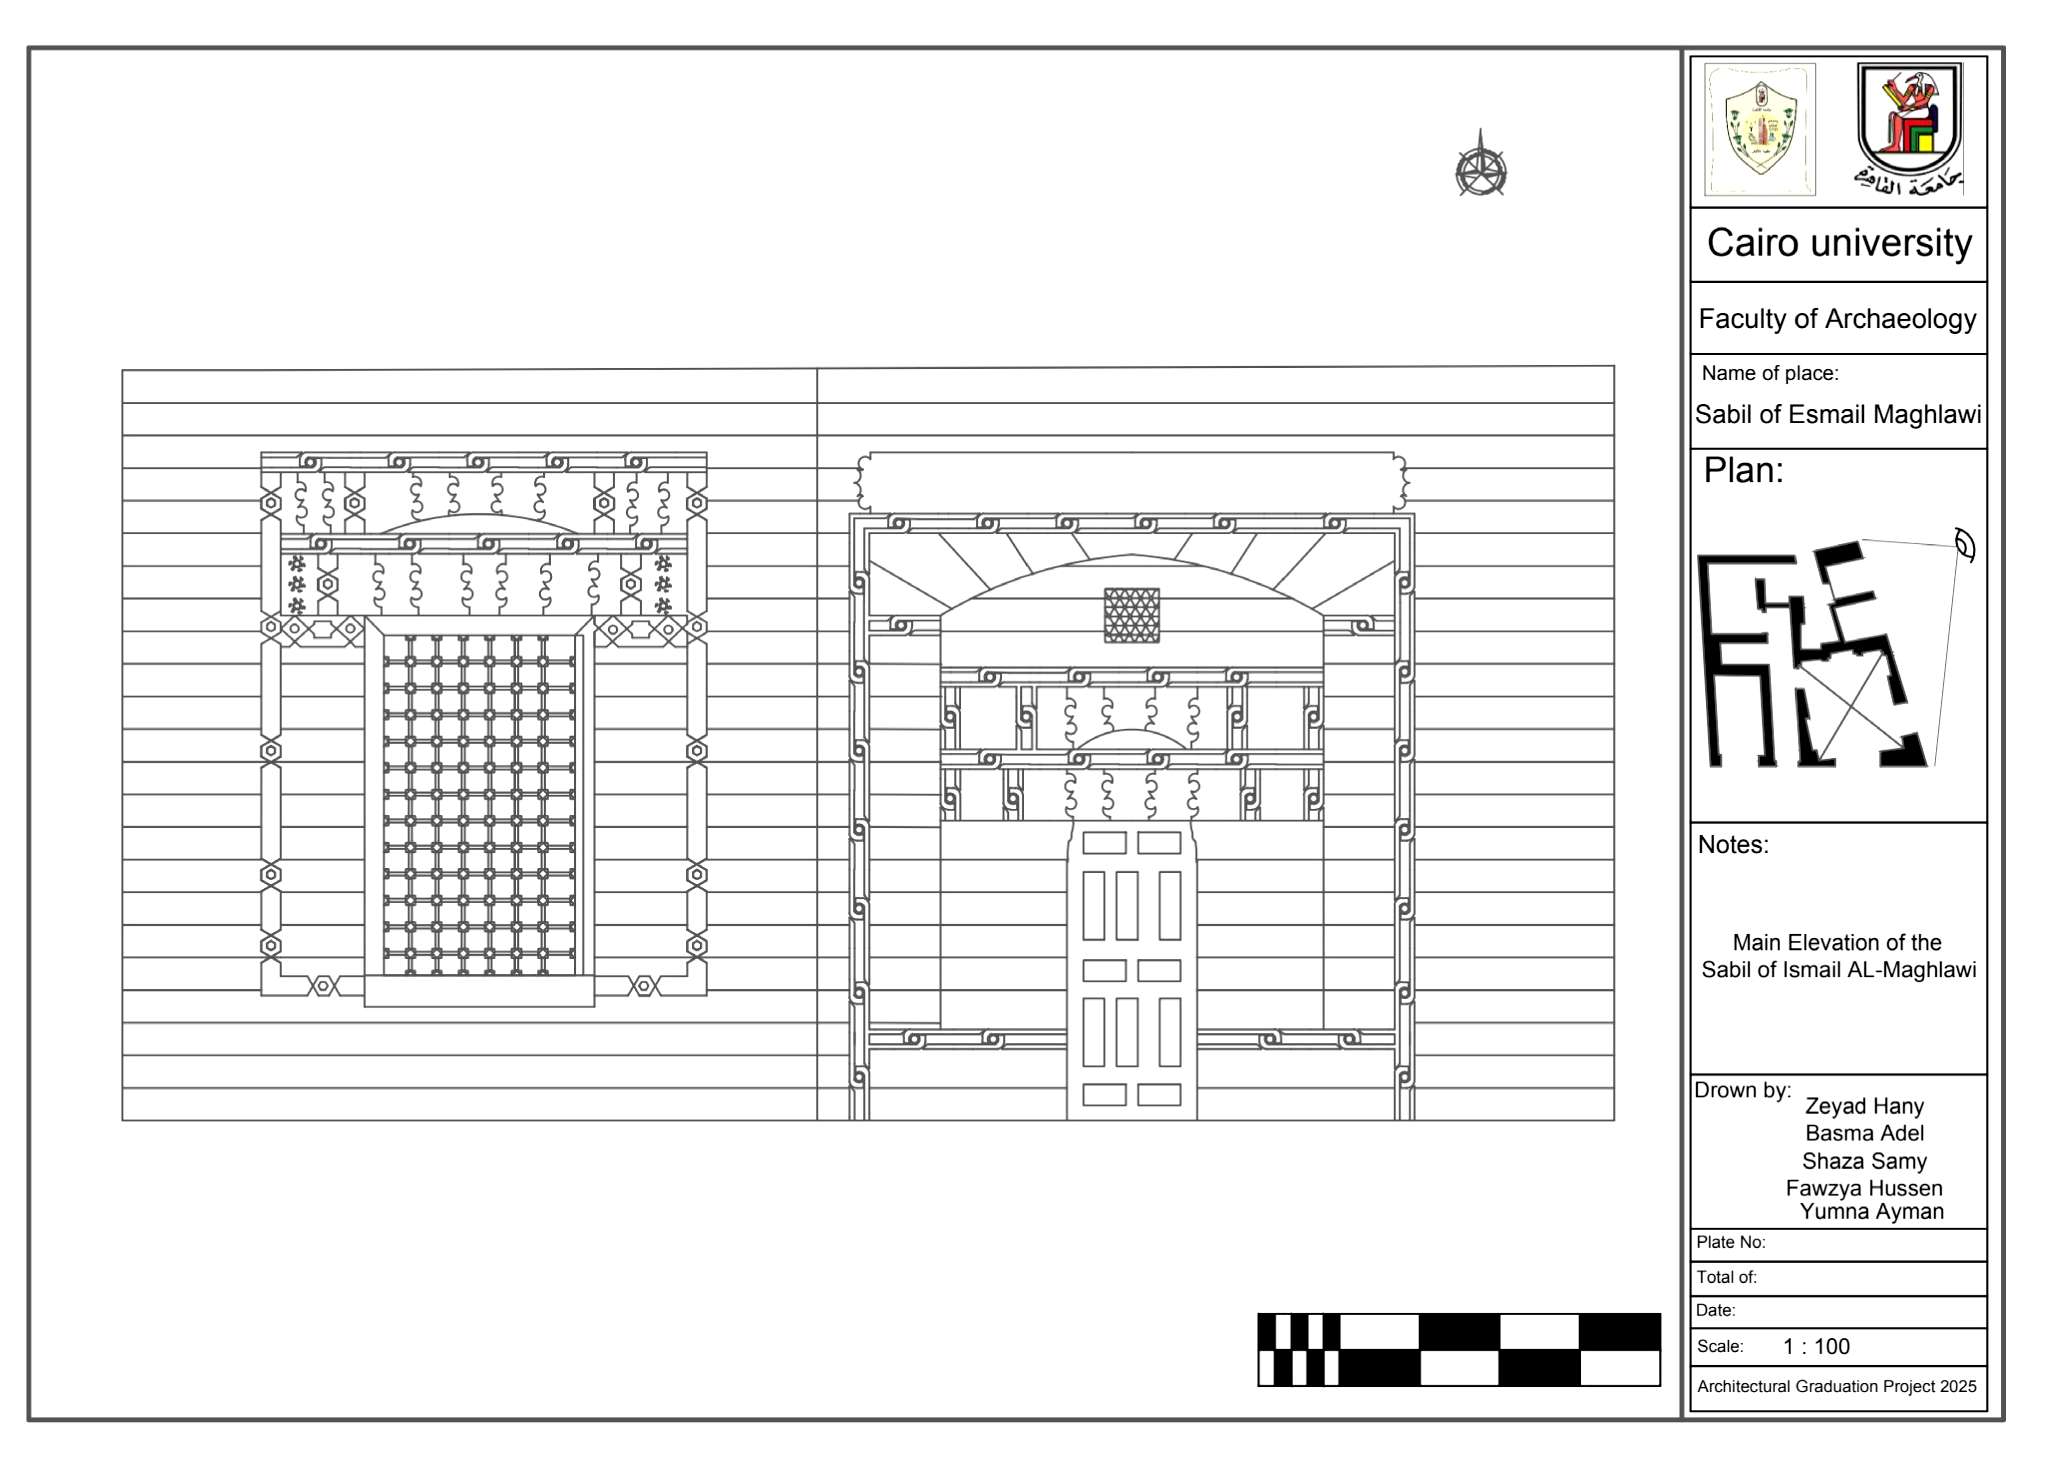 جامعة القاهرة
Cairo university
Faculty of Archaeology
Name of place:
Sabil of Esmail Maghlawi
Plan:
Notes:
Main Elevation of the
Sabil of Ismail AL-Maghlawi
Drown by:
Zeyad Hany
Basma Adel
Shaza Samy
Fawzya Hussen
Yumna Ayman
Plate No:
Total of:
Date:
Scale: 1 : 100
Architectural Graduation Project 2025